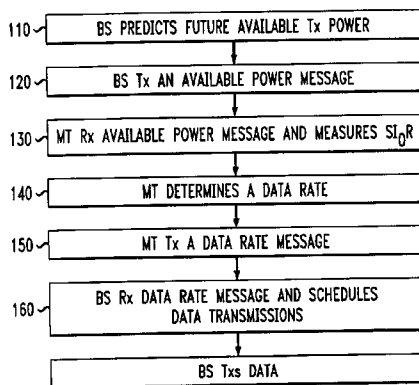 110 BS PREDICTS FUTURE AVAILABLE Tx POWER
120 BS Tx AN AVAILABLE POWER MESSAGE
130 MT Rx AVAILABLE POWER MESSAGE AND MEASURES SI₀R
140 MT DETERMINES A DATA RATE
150 MT Tx A DATA RATE MESSAGE
160 BS Rx DATA RATE MESSAGE AND SCHEDULES
DATA TRANSMISSIONS
BS Txs DATA